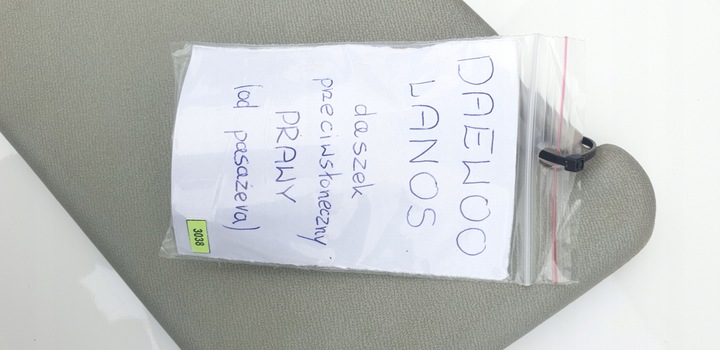 DAEWOO
LANOS
daszek
przeciwsłoneczny
PRAWY
(od pasażera)
3038